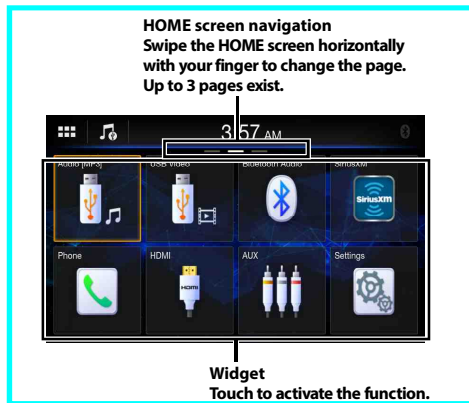 HOME screen navigation
Swipe the HOME screen horizontally
with your finger to change the page.
Up to 3 pages exist.
3:57 AM
Audio [MP3]
USB Video
Bluetooth Audio
SiriusXM
SiriusXM
Phone
HDMI
AUX
Settings
HDMI
Widget
Touch to activate the function.